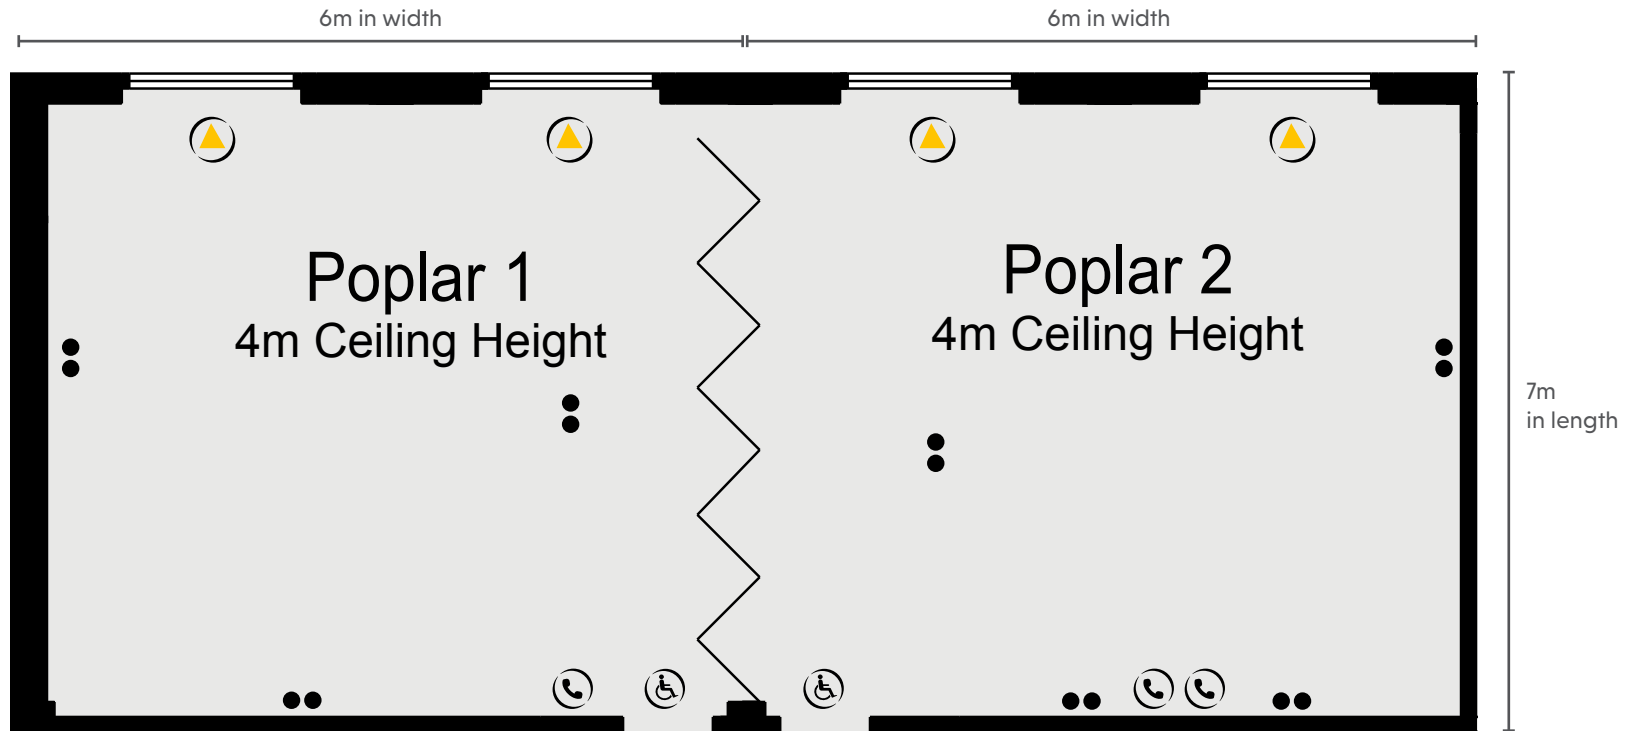 6m in width
6m in width
Poplar 1
4m Ceiling Height
Poplar 2
4m Ceiling Height
7m
in length